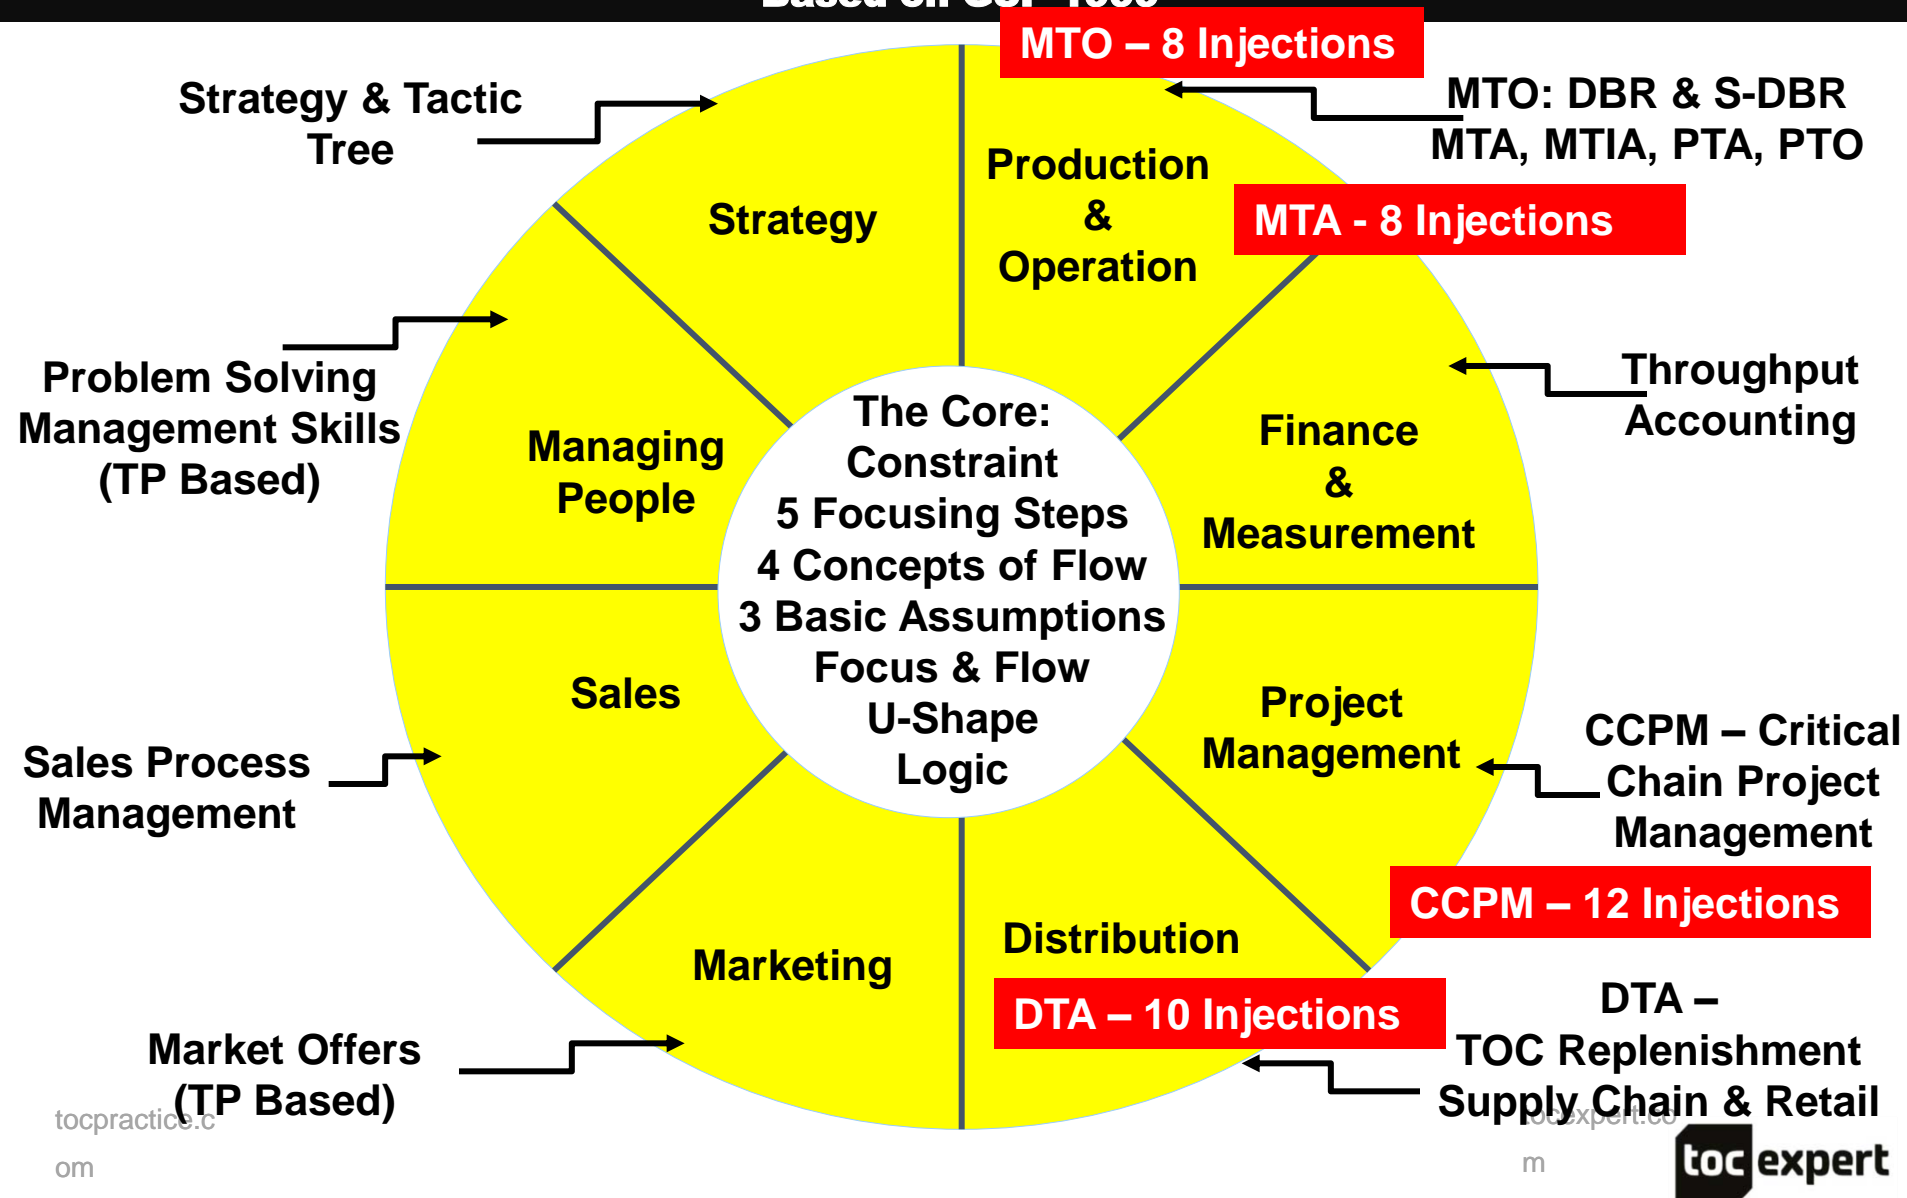 MTO – 8 Injections
Strategy & Tactic
Tree
MTO: DBR & S-DBR
MTA, MTIA, PTA, PTO
Production
&
Operation
MTA - 8 Injections
Strategy
Problem Solving
Management Skills
(TP Based)
Managing
People
The Core:
Constraint
5 Focusing Steps
4 Concepts of Flow
3 Basic Assumptions
Focus & Flow
U-Shape
Logic
Finance
&
Measurement
Throughput
Accounting
Sales
Project
Management
Sales Process
Management
CCPM – Critical
Chain Project
Management
CCPM – 12 Injections
Marketing
Distribution
DTA – 10 Injections
Market Offers
(TP Based)
DTA –
TOC Replenishment
Supply Chain & Retail
tocpractice.c
om
tocexpert.co
m
toc expert